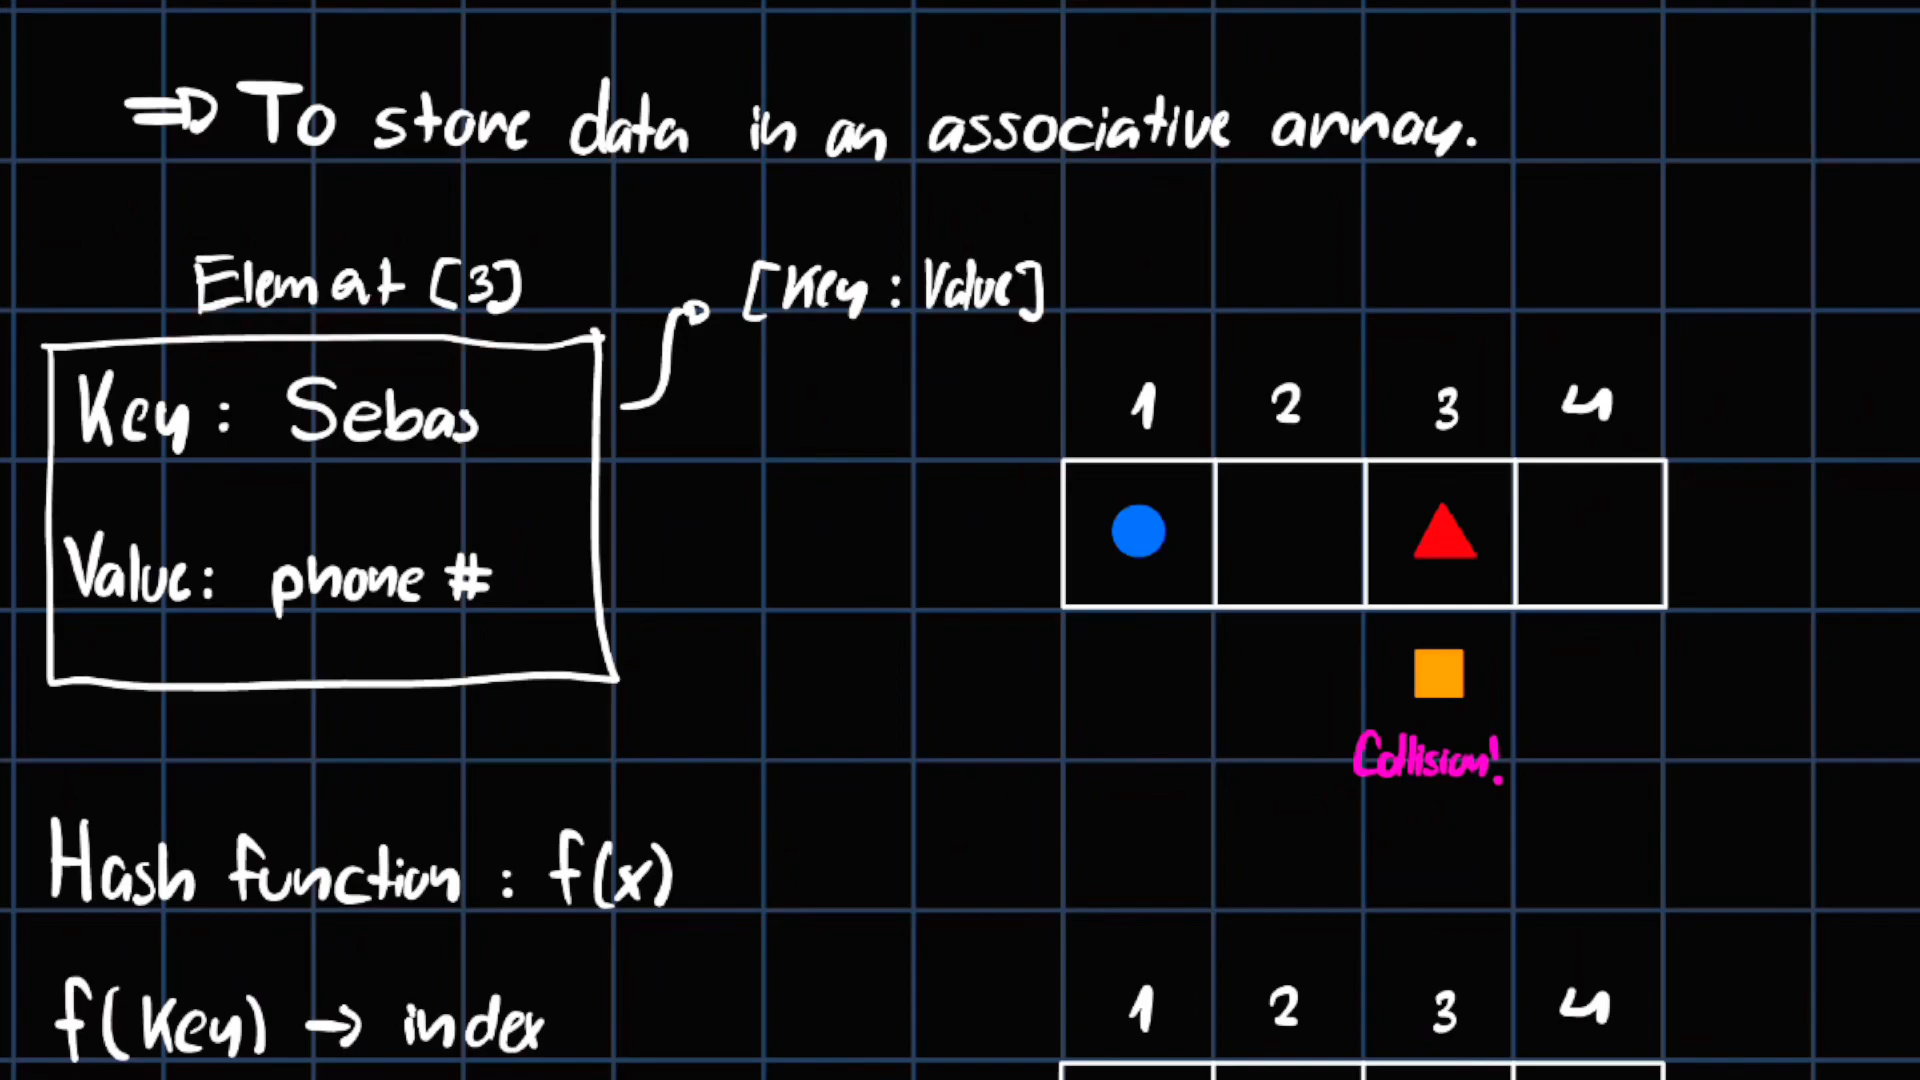 ⇒ To store data in an associative array.
Elem at [3]
[Key : Value]
Key: Sebas
Value: phone #
1 2 3 4
Collision!
Hash function : f(x)
f(Key) → index
1 2 3 4